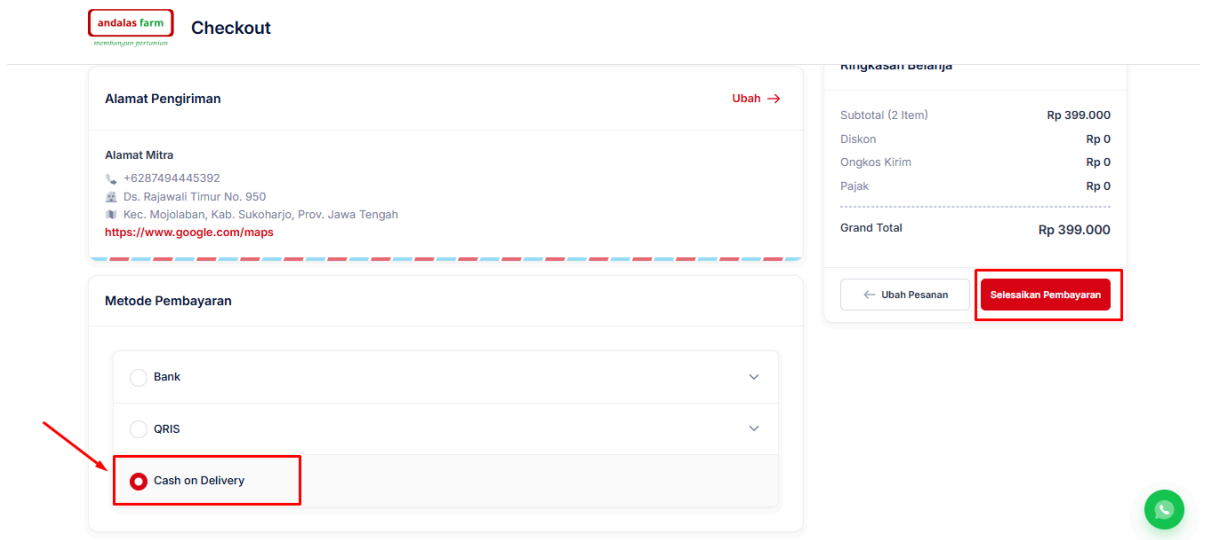 andalas farm
membangun pertanian
Checkout
Alamat Pengiriman
Ubah →
Alamat Mitra
+6287494445392
Ds. Rajawali Timur No. 950
Kec. Mojolaban, Kab. Sukoharjo, Prov. Jawa Tengah
https://www.google.com/maps
Metode Pembayaran
Bank
QRIS
Cash on Delivery
Ringkasan Belanja
Subtotal (2 Item) Rp 399.000
Diskon Rp 0
Ongkos Kirim Rp 0
Pajak Rp 0
Grand Total Rp 399.000
← Ubah Pesanan
Selesaikan Pembayaran